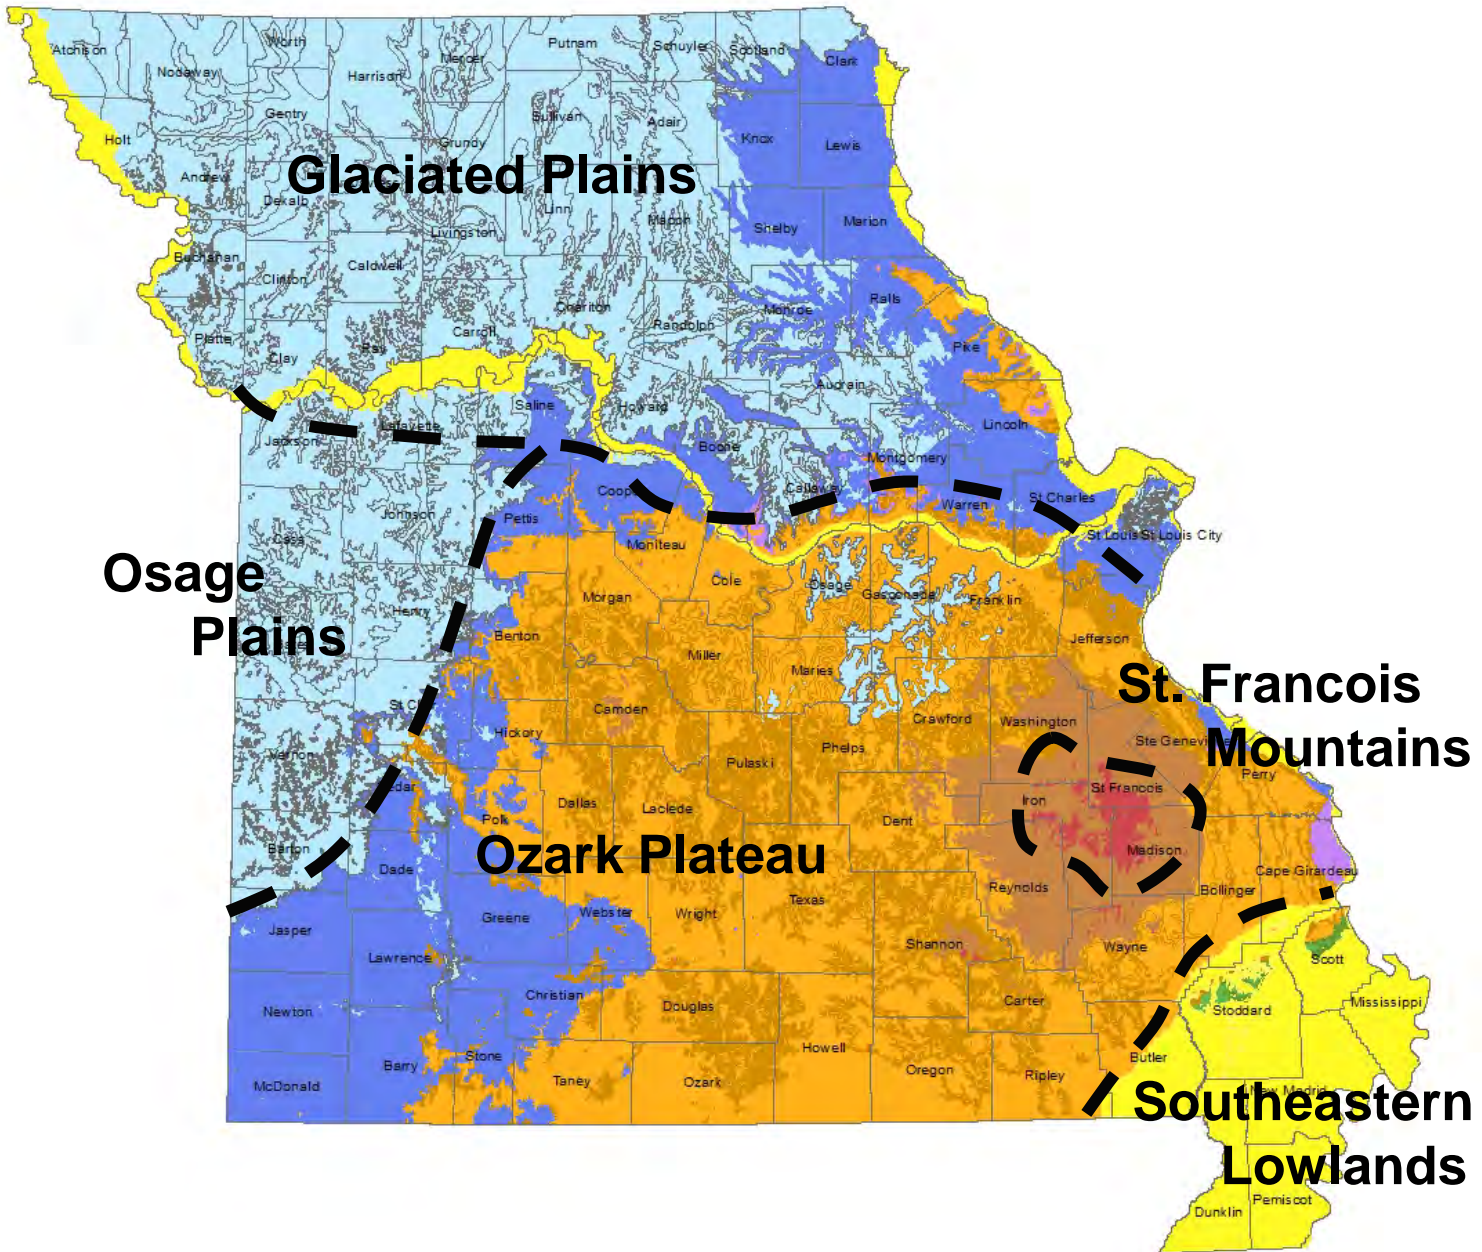 Atchison
Worth
Nodaway
Harrison
Mercer
Putnam
Schuyler
Scotland
Clark
Gentry
Sullivan
Adair
Knox
Lewis
Holt
Grundy
Andrew
Glaciated Plains
Dekalb
Linn
Macon
Shelby
Marion
Livingston
Buchanan
Clinton
Caldwell
Chariton
Randolph
Monroe
Ralls
Platte
Clay
Ray
Carroll
Pike
Audrain
Saline
Howard
Lafayette
Jackson
Boone
Lincoln
Montgomery
Callaway
Warren
St Charles
Johnson
Pettis
Moniteau
St Louis
St Louis City
Cass
Osage
Plains
Henry
Morgan
Cole
Osage
Gasconade
Franklin
Benton
Miller
Maries
Jefferson
St. Francois
Mountains
Camden
Crawford
Washington
Hickory
Vernon
Pulaski
Phelps
Perry
Dallas
Laclede
Dent
Iron
St Francois
Polk
Ozark Plateau
Barton
Dade
Madison
Reynolds
Cape Girardeau
Bollinger
Jasper
Greene
Webster
Wright
Texas
Shannon
Wayne
Lawrence
Scott
Newton
Christian
Douglas
Carter
Stoddard
Mississippi
McDonald
Barry
Stone
Taney
Ozark
Howell
Oregon
Ripley
Butler
New Madrid
Southeastern
Lowlands
Dunklin
Pemiscot